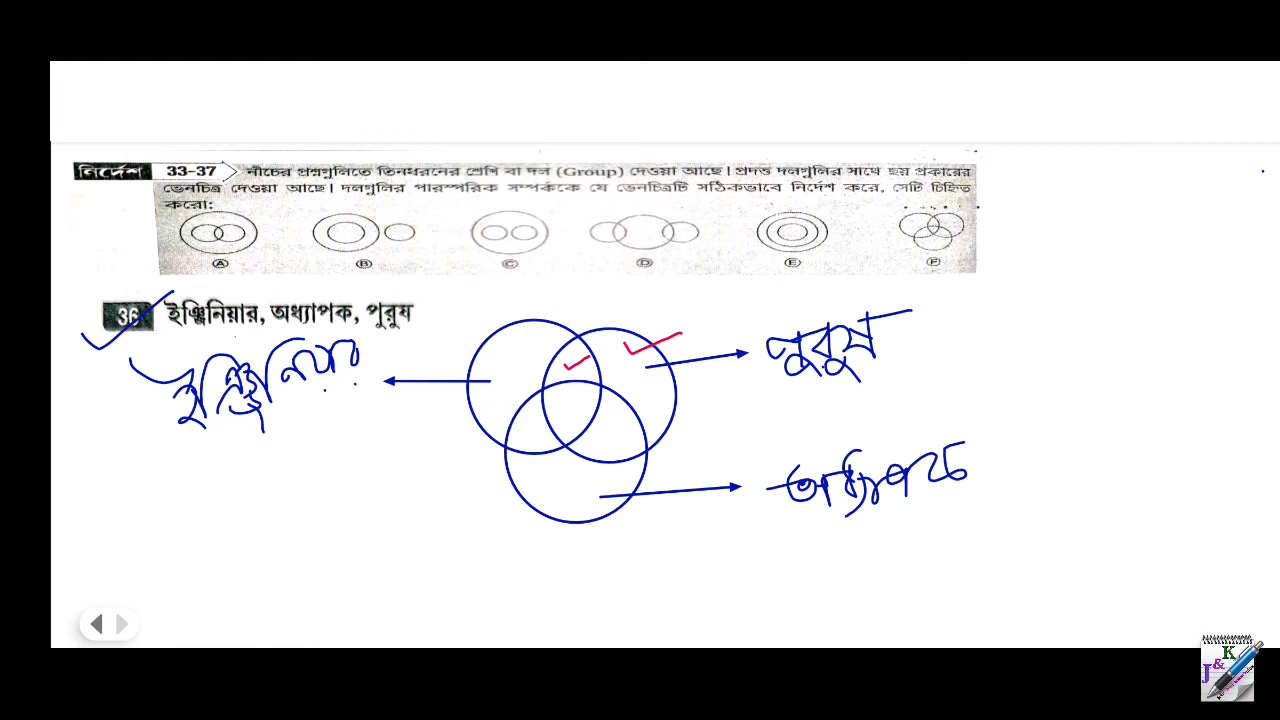 নির্দেশ 33-37 নীচের প্রশ্নগুলিতে তিনধরনের শ্রেণি বা দল (Group) দেওয়া আছে। প্রদত্ত দলগুলির সাথে ছয় প্রকারের
ভেনচিত্র দেওয়া আছে। দলগুলির পারস্পরিক সম্পর্ককে যে ভেনচিত্রটি সঠিকভাবে নির্দেশ করে, সেটি চিহ্নিত
করো:
A B C D E F
36 ইঞ্জিনিয়ার, অধ্যাপক, পুরুষ
ইঞ্জিনিয়ার
পুরুষ
অধ্যাপক
J&K